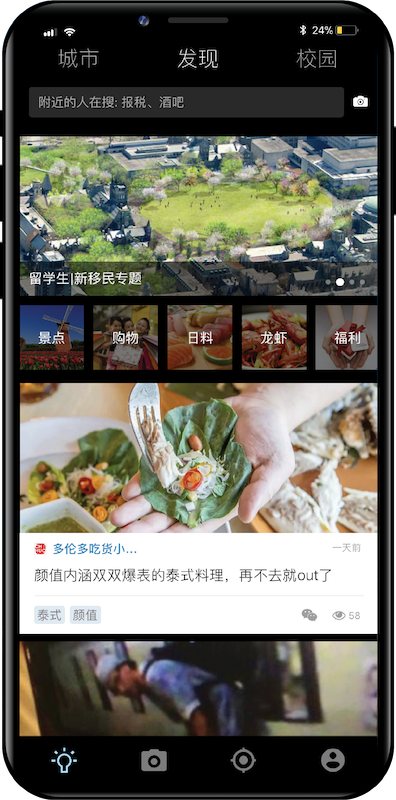 24%
城市 发现 校园
附近的人在搜: 报税、酒吧
留学生|新移民专题
景点 购物 日料 龙虾 福利
多伦多吃货小... 一天前
颜值内涵双双爆表的泰式料理，再不去就out了
泰式 颜值 58